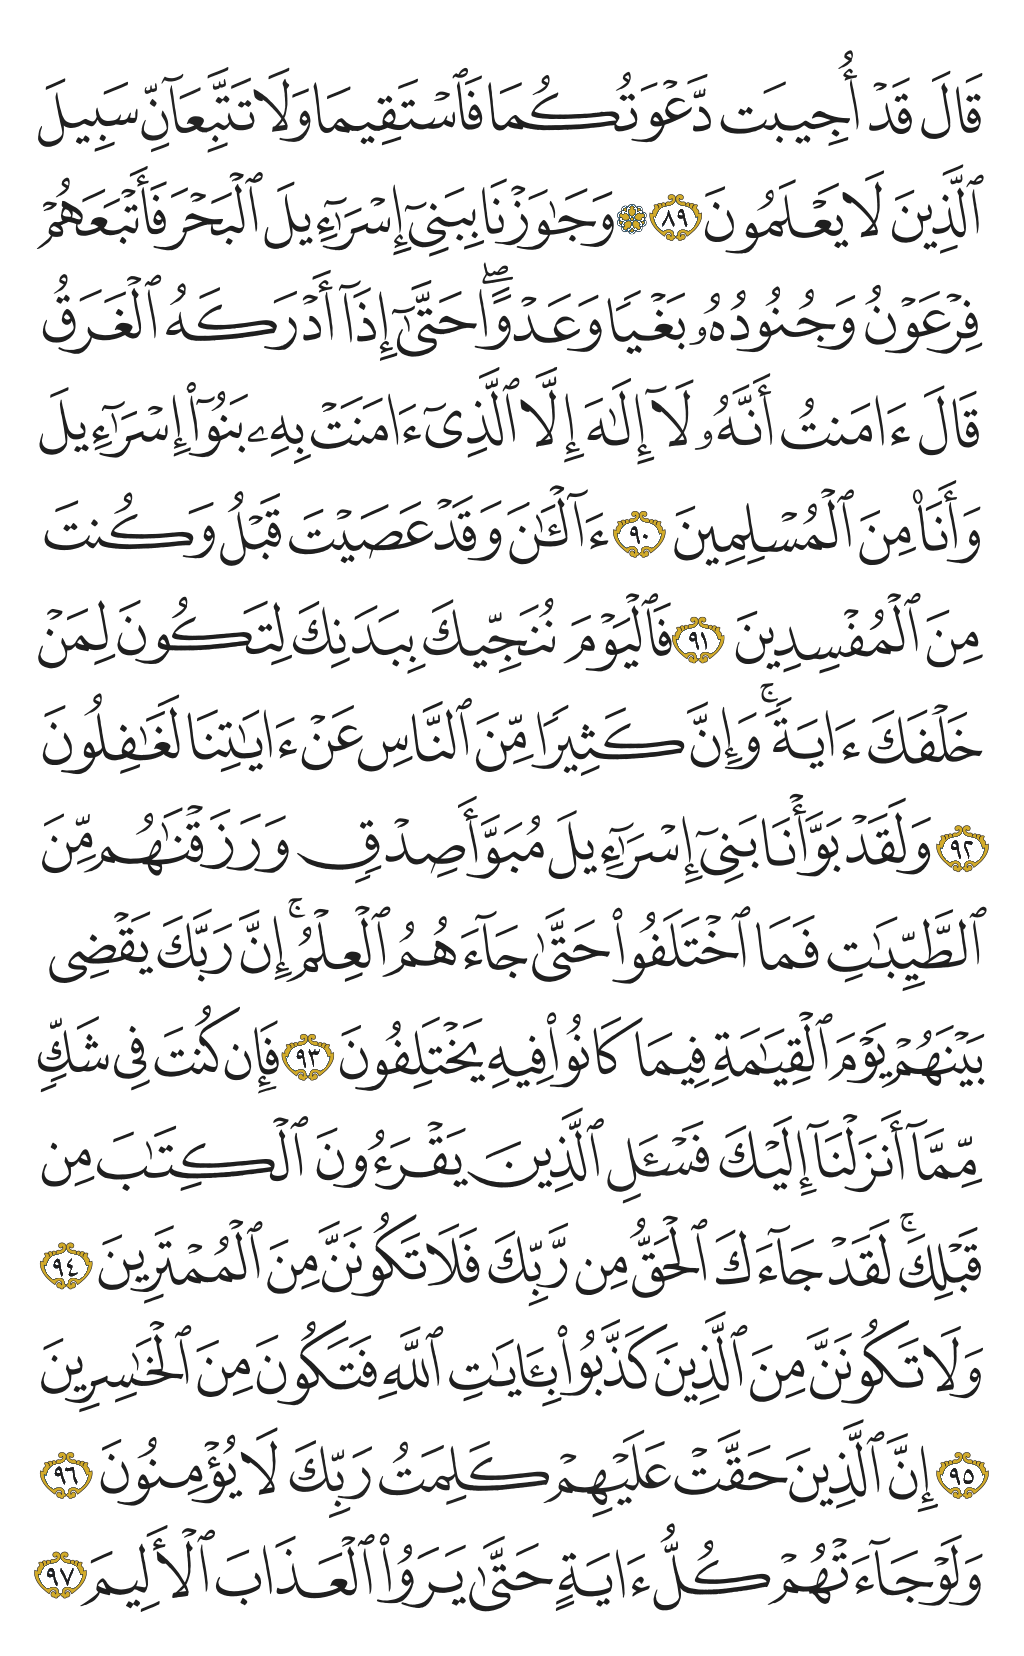 قَالَ قَدۡ أُجِيبَت دَّعۡوَتُكُمَا فَٱسۡتَقِيمَا وَلَا تَتَّبِعَآنِّ سَبِيلَ
ٱلَّذِينَ لَا يَعۡلَمُونَ ٨٩ ۞ وَجَٰوَزۡنَا بِبَنِيٓ إِسۡرَٰٓءِيلَ ٱلۡبَحۡرَ فَأَتۡبَعَهُمۡ
فِرۡعَوۡنُ وَجُنُودُهُۥ بَغۡيٗا وَعَدۡوًاۖ حَتَّىٰٓ إِذَآ أَدۡرَكَهُ ٱلۡغَرَقُ
قَالَ ءَامَنتُ أَنَّهُۥ لَآ إِلَٰهَ إِلَّا ٱلَّذِيٓ ءَامَنَتۡ بِهِۦ بَنُوٓاْ إِسۡرَٰٓءِيلَ
وَأَنَا۠ مِنَ ٱلۡمُسۡلِمِينَ ٩٠ ءَآلۡـَٰٔنَ وَقَدۡ عَصَيۡتَ قَبۡلُ وَكُنتَ
مِنَ ٱلۡمُفۡسِدِينَ ٩١ فَٱلۡيَوۡمَ نُنَجِّيكَ بِبَدَنِكَ لِتَكُونَ لِمَنۡ
خَلۡفَكَ ءَايَةٗۚ وَإِنَّ كَثِيرٗا مِّنَ ٱلنَّاسِ عَنۡ ءَايَٰتِنَا لَغَٰفِلُونَ
٩٢ وَلَقَدۡ بَوَّأۡنَا بَنِيٓ إِسۡرَٰٓءِيلَ مُبَوَّأَ صِدۡقٖ وَرَزَقۡنَٰهُم مِّنَ
ٱلطَّيِّبَٰتِ فَمَا ٱخۡتَلَفُواْ حَتَّىٰ جَآءَهُمُ ٱلۡعِلۡمُۚ إِنَّ رَبَّكَ يَقۡضِي
بَيۡنَهُمۡ يَوۡمَ ٱلۡقِيَٰمَةِ فِيمَا كَانُواْ فِيهِ يَخۡتَلِفُونَ ٩٣ فَإِن كُنتَ فِي شَكّٖ
مِّمَّآ أَنزَلۡنَآ إِلَيۡكَ فَسۡـَٔلِ ٱلَّذِينَ يَقۡرَءُونَ ٱلۡكِتَٰبَ مِن
قَبۡلِكَۚ لَقَدۡ جَآءَكَ ٱلۡحَقُّ مِن رَّبِّكَ فَلَا تَكُونَنَّ مِنَ ٱلۡمُمۡتَرِينَ ٩٤
وَلَا تَكُونَنَّ مِنَ ٱلَّذِينَ كَذَّبُواْ بِـَٔايَٰتِ ٱللَّهِ فَتَكُونَ مِنَ ٱلۡخَٰسِرِينَ
٩٥ إِنَّ ٱلَّذِينَ حَقَّتۡ عَلَيۡهِمۡ كَلِمَتُ رَبِّكَ لَا يُؤۡمِنُونَ ٩٦
وَلَوۡ جَآءَتۡهُمۡ كُلُّ ءَايَةٍ حَتَّىٰ يَرَوُاْ ٱلۡعَذَابَ ٱلۡأَلِيمَ ٩٧